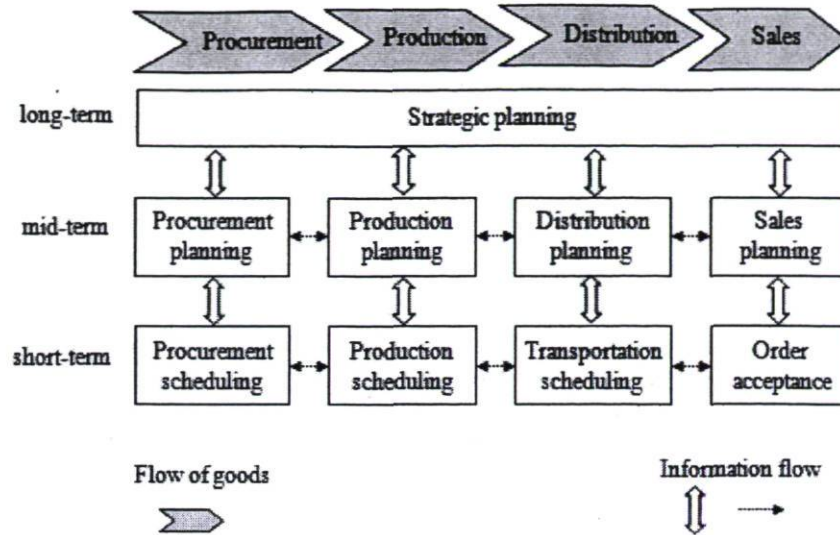 Procurement Production Distribution Sales
long-term
Strategic planning
mid-term
Procurement planning
Production planning
Distribution planning
Sales planning
short-term
Procurement scheduling
Production scheduling
Transportation scheduling
Order acceptance
Flow of goods
Information flow